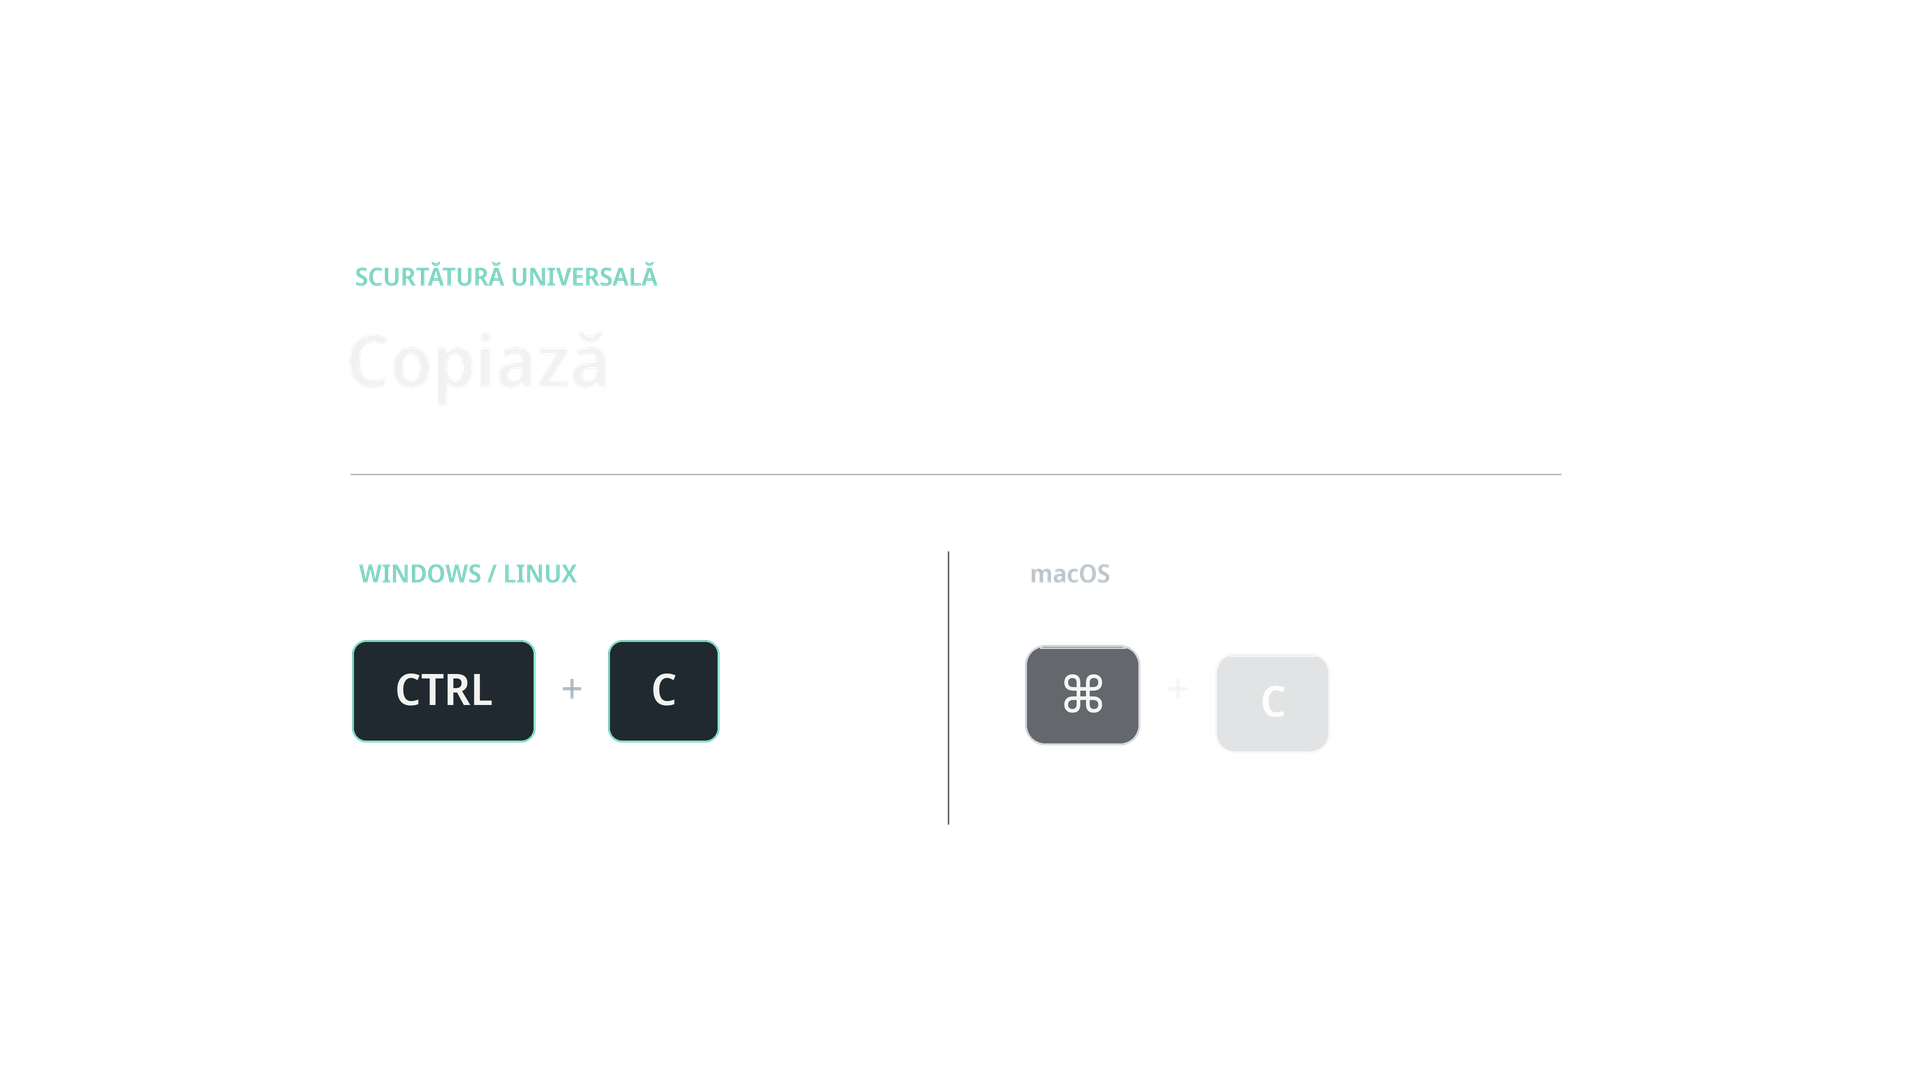 SCURTĂTURĂ UNIVERSALĂ
Copiază
WINDOWS / LINUX
CTRL + C
macOS
⌘ + C